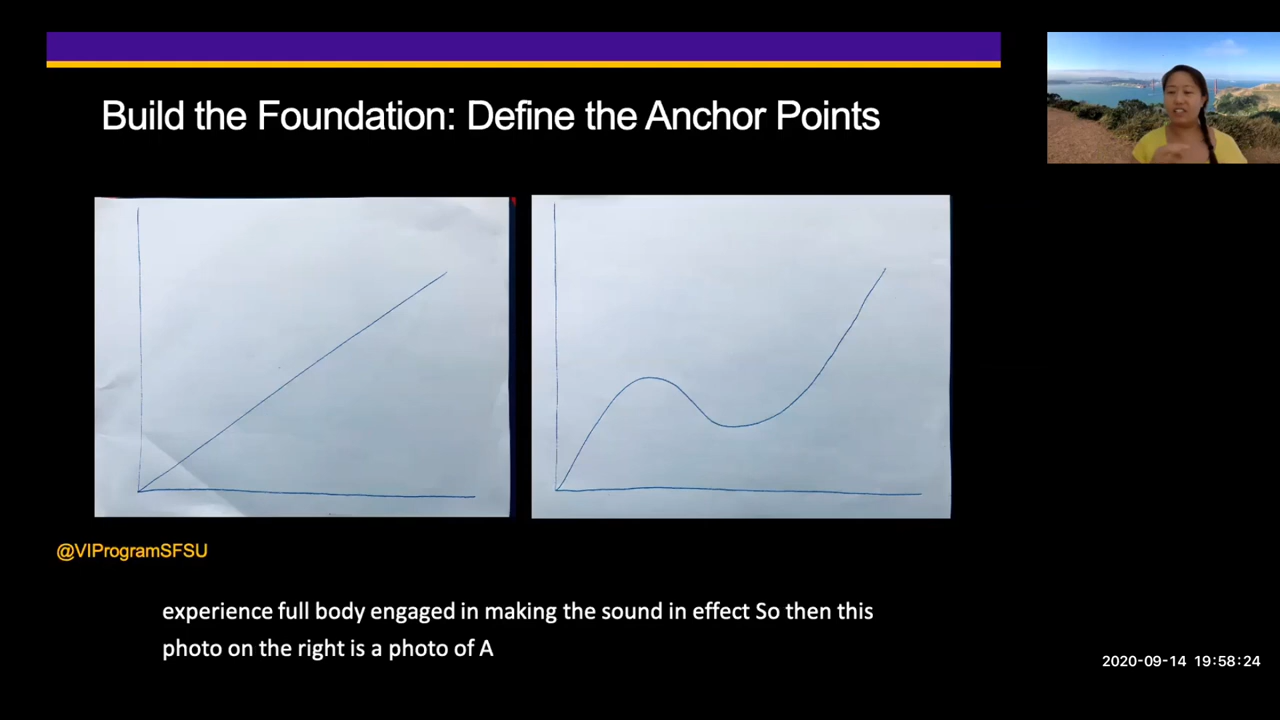 Build the Foundation: Define the Anchor Points
@VIProgramSFSU
experience full body engaged in making the sound in effect So then this
photo on the right is a photo of A
2020-09-14 19:58:24